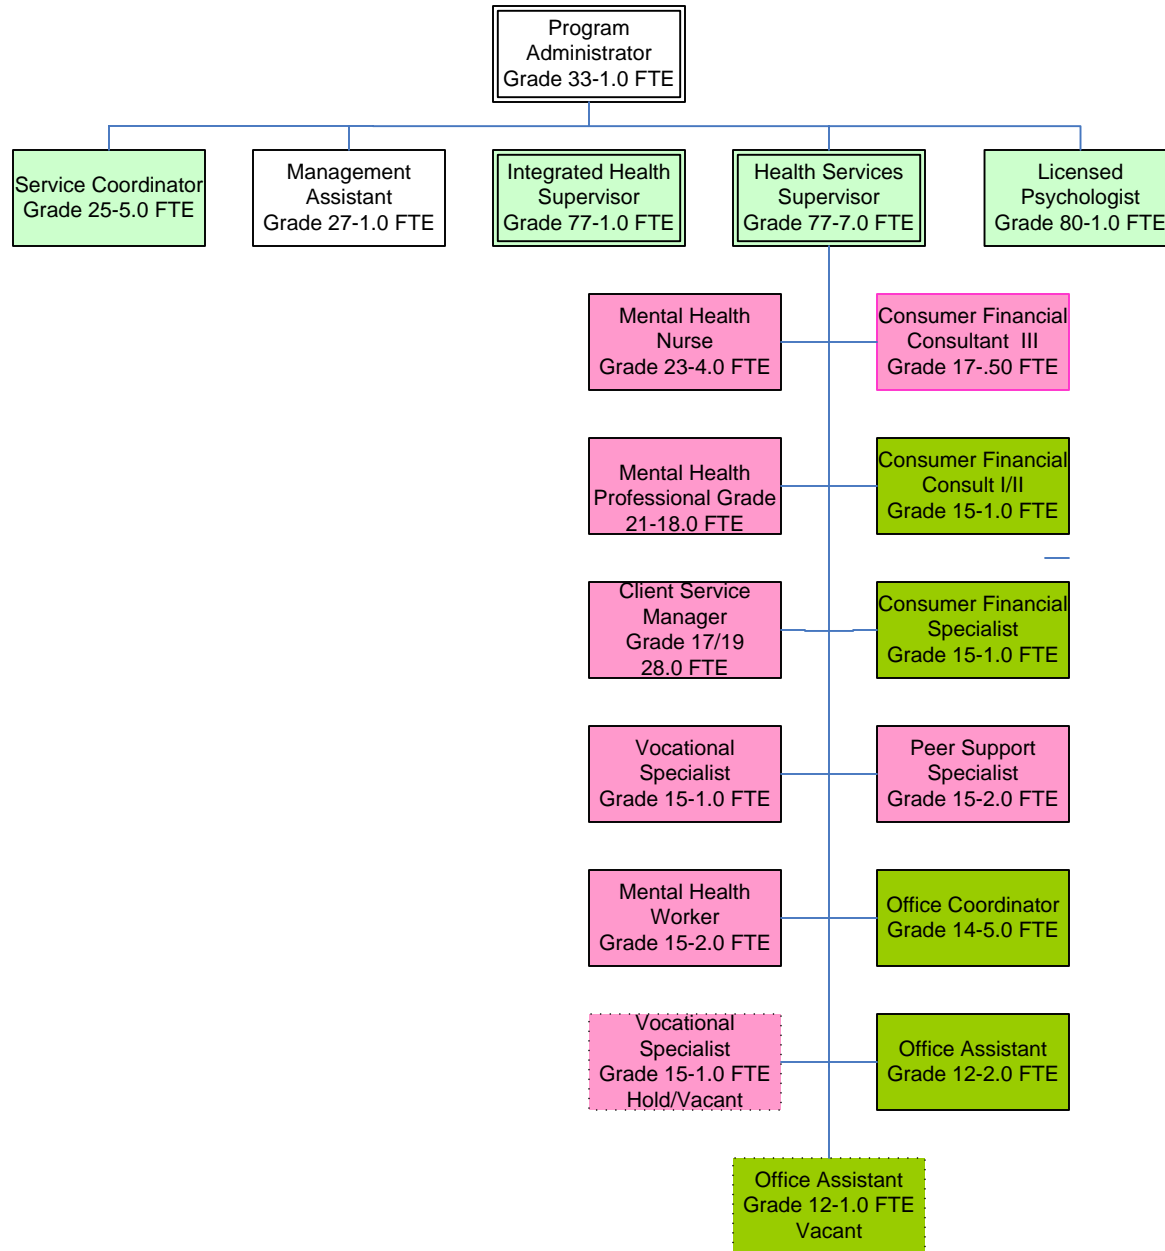 Program
Administrator
Grade 33-1.0 FTE
Service Coordinator
Grade 25-5.0 FTE
Management
Assistant
Grade 27-1.0 FTE
Integrated Health
Supervisor
Grade 77-1.0 FTE
Health Services
Supervisor
Grade 77-7.0 FTE
Licensed
Psychologist
Grade 80-1.0 FTE
Mental Health
Nurse
Grade 23-4.0 FTE
Consumer Financial
Consultant III
Grade 17-.50 FTE
Mental Health
Professional Grade
21-18.0 FTE
Consumer Financial
Consult I/II
Grade 15-1.0 FTE
Client Service
Manager
Grade 17/19
28.0 FTE
Consumer Financial
Specialist
Grade 15-1.0 FTE
Vocational
Specialist
Grade 15-1.0 FTE
Peer Support
Specialist
Grade 15-2.0 FTE
Mental Health
Worker
Grade 15-2.0 FTE
Office Coordinator
Grade 14-5.0 FTE
Vocational
Specialist
Grade 15-1.0 FTE
Hold/Vacant
Office Assistant
Grade 12-2.0 FTE
Office Assistant
Grade 12-1.0 FTE
Vacant